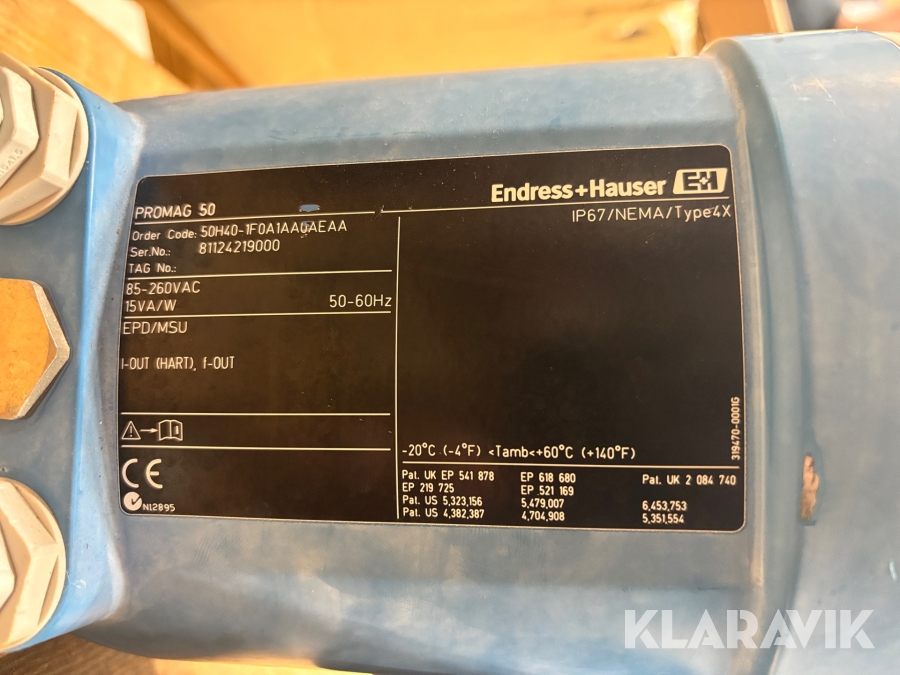 PROMAG 50
Endress+Hauser EH
IP67/NEMA/Type4X
Order Code: 50H40-1F0A1AA0AEAA
Ser.No.: 81124219000
TAG No.:
85-260VAC
15VA/W 50-60Hz
EPD/MSU
I-OUT (HART), f-OUT
-20°C (-4°F) <Tamb<+60°C (+140°F)
Pat. UK EP 541 878 EP 618 680 Pat. UK 2 084 740
EP 219 725 EP 521 169
Pat. US 5,323,156 5,479,007 6,453,753
Pat. US 4,382,387 4,704,908 5,351,554
CE
N12895
319470-0001G
KLARAVIK